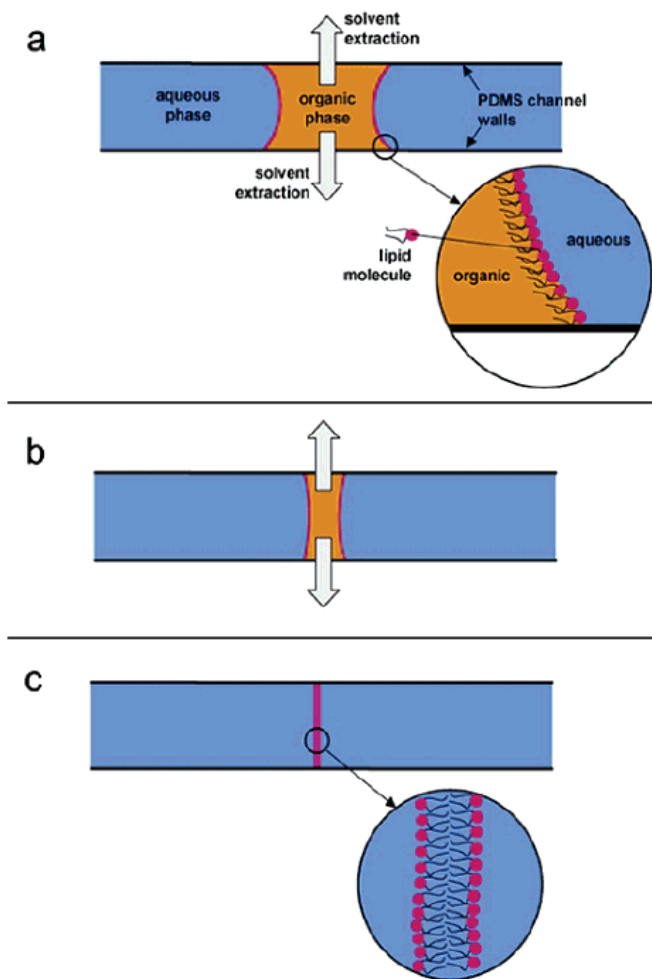 a
solvent
extraction
aqueous
phase
organic
phase
PDMS channel
walls
solvent
extraction
lipid
molecule
organic
aqueous
b
c